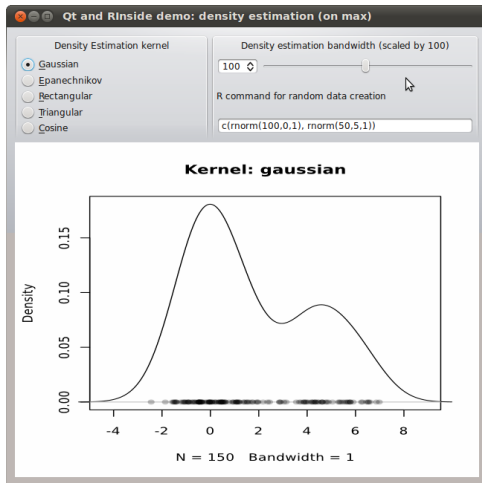 Qt and RInside demo: density estimation (on max)
Density Estimation kernel
Gaussian
Epanechnikov
Rectangular
Triangular
Cosine
Density estimation bandwidth (scaled by 100)
100
R command for random data creation
c(rnorm(100,0,1), rnorm(50,5,1))
Kernel: gaussian
Density
0.15
0.10
0.05
0.00
-4 -2 0 2 4 6 8
N = 150 Bandwidth = 1